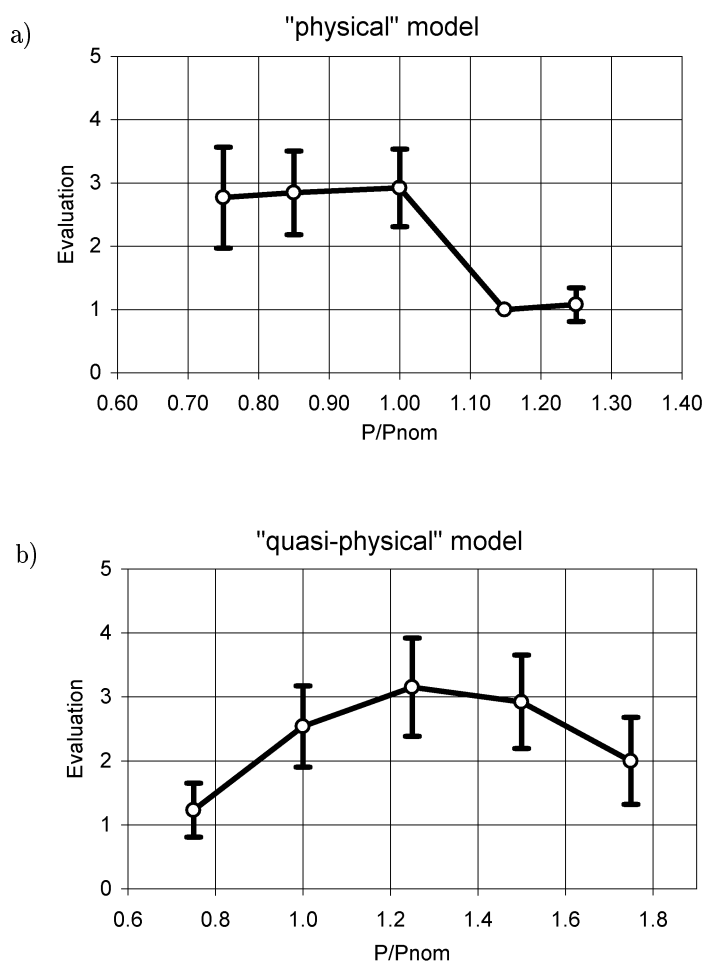 a)
"physical" model
5
4
3
2
1
0
Evaluation
0.60 0.70 0.80 0.90 1.00 1.10 1.20 1.30 1.40
P/Pnom
b)
"quasi-physical" model
5
4
3
2
1
0
Evaluation
0.6 0.8 1.0 1.2 1.4 1.6 1.8
P/Pnom